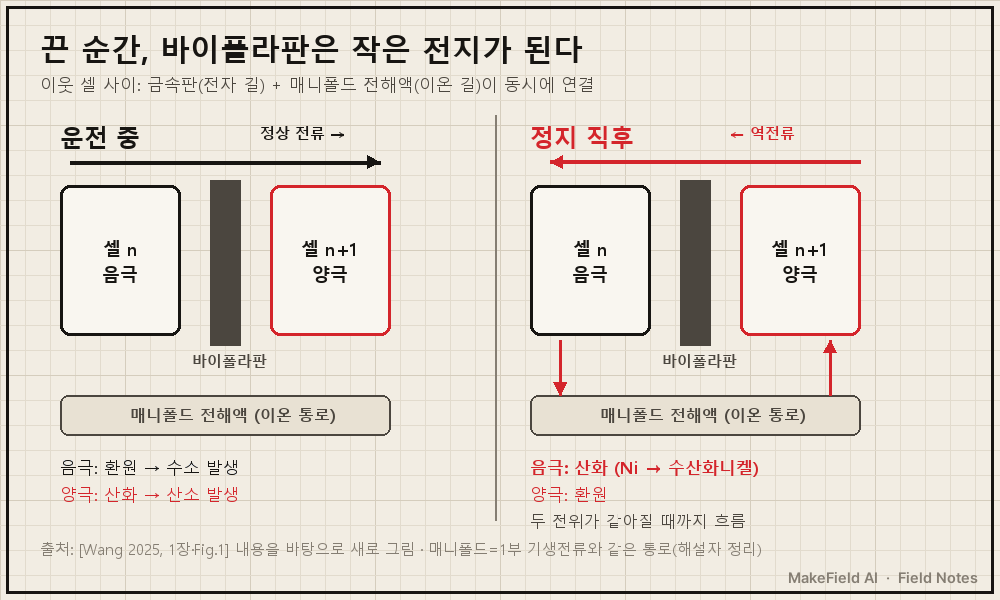 끈 순간, 바이폴라판은 작은 전지가 된다
이웃 셀 사이: 금속판(전자 길) + 매니폴드 전해액(이온 길)이 동시에 연결
운전 중
정상 전류 →
셀 n
음극
셀 n+1
양극
바이폴라판
매니폴드 전해액 (이온 통로)
음극: 환원 → 수소 발생
양극: 산화 → 산소 발생
정지 직후
← 역전류
셀 n
음극
셀 n+1
양극
바이폴라판
매니폴드 전해액 (이온 통로)
음극: 산화 (Ni → 수산화니켈)
양극: 환원
두 전위가 같아질 때까지 흐름
출처: [Wang 2025, 1장·Fig.1] 내용을 바탕으로 새로 그림 · 매니폴드=1부 기생전류와 같은 통로(해설자 정리)
MakeField AI · Field Notes